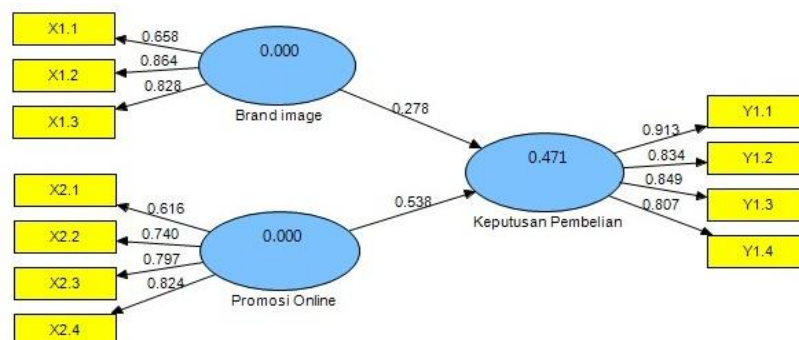 X1.1
0.658
X1.2
0.864
X1.3
0.828
0.000
Brand image
0.278
X2.1
0.616
X2.2
0.740
X2.3
0.797
X2.4
0.824
0.000
Promosi Online
0.538
0.471
Keputusan Pembelian
0.913
Y1.1
0.834
Y1.2
0.849
Y1.3
0.807
Y1.4